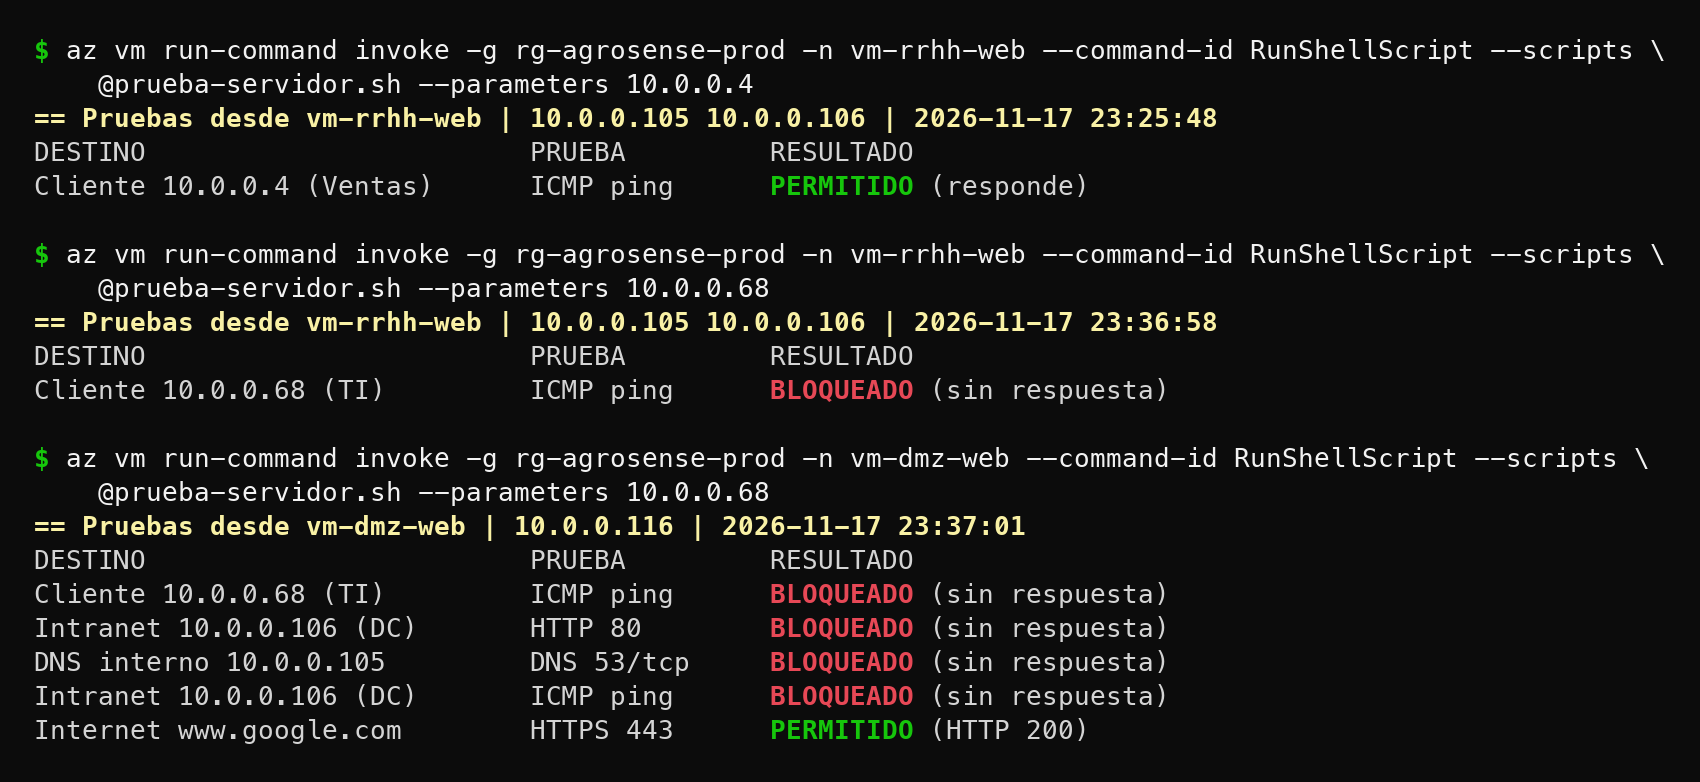 $ az vm run-command invoke -g rg-agrosense-prod -n vm-rrhh-web --command-id RunShellScript --scripts \
@prueba-servidor.sh --parameters 10.0.0.4
== Pruebas desde vm-rrhh-web | 10.0.0.105 10.0.0.106 | 2026-11-17 23:25:48
DESTINO PRUEBA RESULTADO
Cliente 10.0.0.4 (Ventas) ICMP ping PERMITIDO (responde)
$ az vm run-command invoke -g rg-agrosense-prod -n vm-rrhh-web --command-id RunShellScript --scripts \
@prueba-servidor.sh --parameters 10.0.0.68
== Pruebas desde vm-rrhh-web | 10.0.0.105 10.0.0.106 | 2026-11-17 23:36:58
DESTINO PRUEBA RESULTADO
Cliente 10.0.0.68 (TI) ICMP ping BLOQUEADO (sin respuesta)
$ az vm run-command invoke -g rg-agrosense-prod -n vm-dmz-web --command-id RunShellScript --scripts \
@prueba-servidor.sh --parameters 10.0.0.68
== Pruebas desde vm-dmz-web | 10.0.0.116 | 2026-11-17 23:37:01
DESTINO PRUEBA RESULTADO
Cliente 10.0.0.68 (TI) ICMP ping BLOQUEADO (sin respuesta)
Intranet 10.0.0.106 (DC) HTTP 80 BLOQUEADO (sin respuesta)
DNS interno 10.0.0.105 DNS 53/tcp BLOQUEADO (sin respuesta)
Intranet 10.0.0.106 (DC) ICMP ping BLOQUEADO (sin respuesta)
Internet www.google.com HTTPS 443 PERMITIDO (HTTP 200)